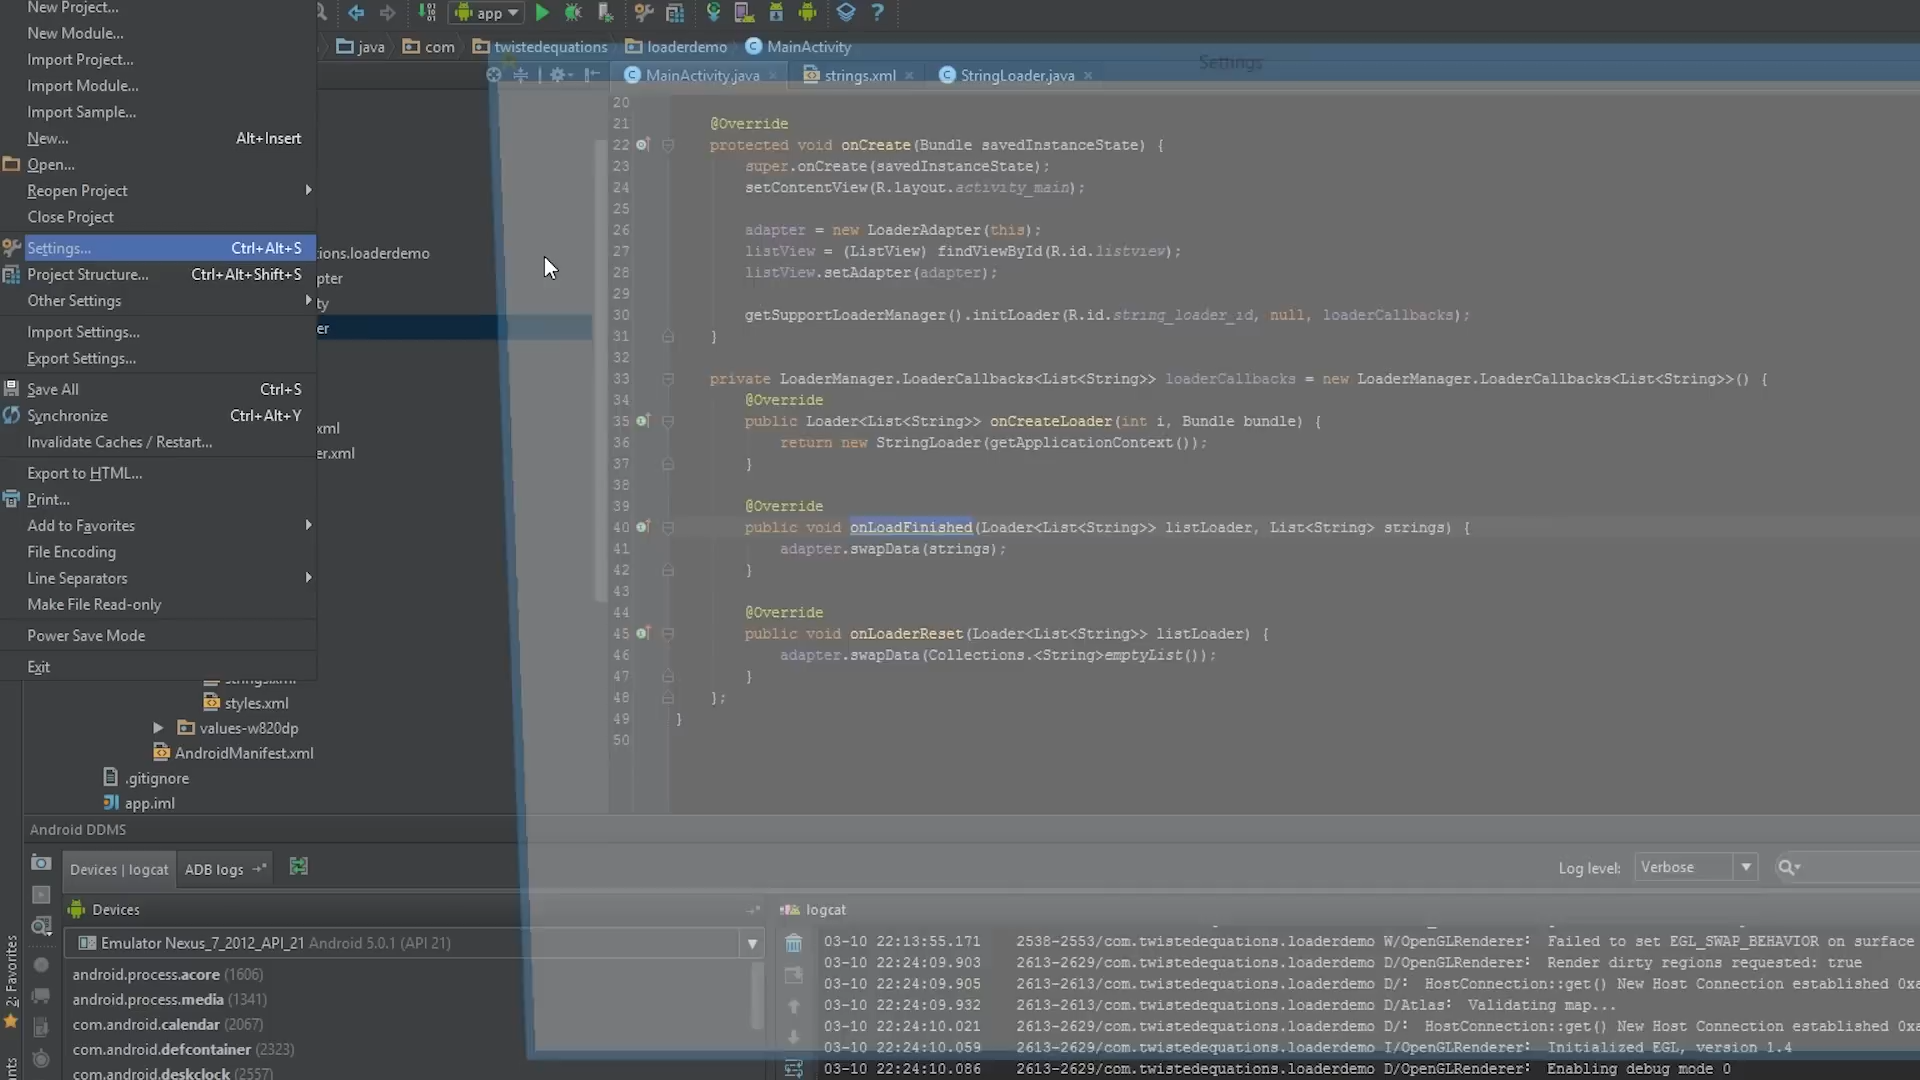 New Project...
New Module...
Import Project...
Import Module...
Import Sample...
New... Alt+Insert
Open...
Reopen Project
Close Project
Settings... Ctrl+Alt+S
Project Structure... Ctrl+Alt+Shift+S
Other Settings
Import Settings...
Export Settings...
Save All Ctrl+S
Synchronize Ctrl+Alt+Y
Invalidate Caches / Restart...
Export to HTML...
Print...
Add to Favorites
File Encoding
Line Separators
Make File Read-only
Power Save Mode
Exit
app
java com twistedequations loaderdemo MainActivity
Settings
MainActivity.java strings.xml StringLoader.java
ions.loaderdemo
pter
ty
er
xml
er.xml
strings.xml
styles.xml
values-w820dp
AndroidManifest.xml
.gitignore
app.iml
20
21 @Override
22 protected void onCreate(Bundle savedInstanceState) {
23 super.onCreate(savedInstanceState);
24 setContentView(R.layout.activity_main);
25
26 adapter = new LoaderAdapter(this);
27 listView = (ListView) findViewById(R.id.listview);
28 listView.setAdapter(adapter);
29
30 getSupportLoaderManager().initLoader(R.id.string_loader_id, null, loaderCallbacks);
31 }
32
33 private LoaderManager.LoaderCallbacks<List<String>> loaderCallbacks = new LoaderManager.LoaderCallbacks<List<String>>() {
34 @Override
35 public Loader<List<String>> onCreateLoader(int i, Bundle bundle) {
36 return new StringLoader(getApplicationContext());
37 }
38
39 @Override
40 public void onLoadFinished(Loader<List<String>> listLoader, List<String> strings) {
41 adapter.swapData(strings);
42 }
43
44 @Override
45 public void onLoaderReset(Loader<List<String>> listLoader) {
46 adapter.swapData(Collections.<String>emptyList());
47 }
48 };
49 }
50
Android DDMS
Devices | logcat ADB logs
Log level: Verbose
Devices
Emulator Nexus_7_2012_API_21 Android 5.0.1 (API 21)
android.process.acore (1606)
android.process.media (1341)
com.android.calendar (2067)
com.android.defcontainer (2323)
com.android.deskclock (2557)
2: Favorites
logcat
03-10 22:13:55.171 2538-2553/com.twistedequations.loaderdemo W/OpenGLRenderer: Failed to set EGL_SWAP_BEHAVIOR on surface
03-10 22:24:09.903 2613-2629/com.twistedequations.loaderdemo D/OpenGLRenderer: Render dirty regions requested: true
03-10 22:24:09.905 2613-2613/com.twistedequations.loaderdemo D/: HostConnection::get() New Host Connection established 0xa
03-10 22:24:09.932 2613-2613/com.twistedequations.loaderdemo D/Atlas: Validating map...
03-10 22:24:10.021 2613-2629/com.twistedequations.loaderdemo D/: HostConnection::get() New Host Connection established 0xa
03-10 22:24:10.059 2613-2629/com.twistedequations.loaderdemo I/OpenGLRenderer: Initialized EGL, version 1.4
03-10 22:24:10.086 2613-2629/com.twistedequations.loaderdemo D/OpenGLRenderer: Enabling debug mode 0